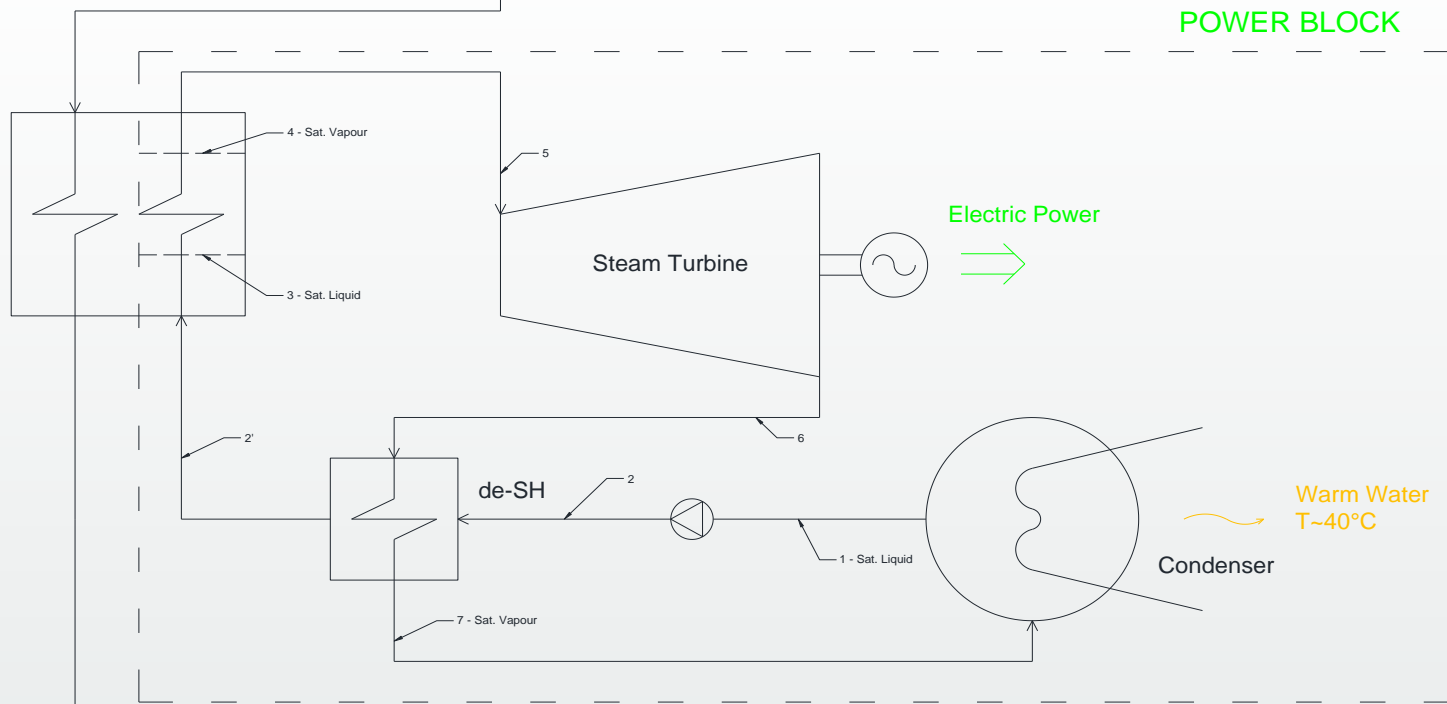 POWER BLOCK
4 - Sat. Vapour
5
Electric Power
Steam Turbine
3 - Sat. Liquid
2'
6
de-SH
2
Warm Water
T~40°C
1 - Sat. Liquid
Condenser
7 - Sat. Vapour